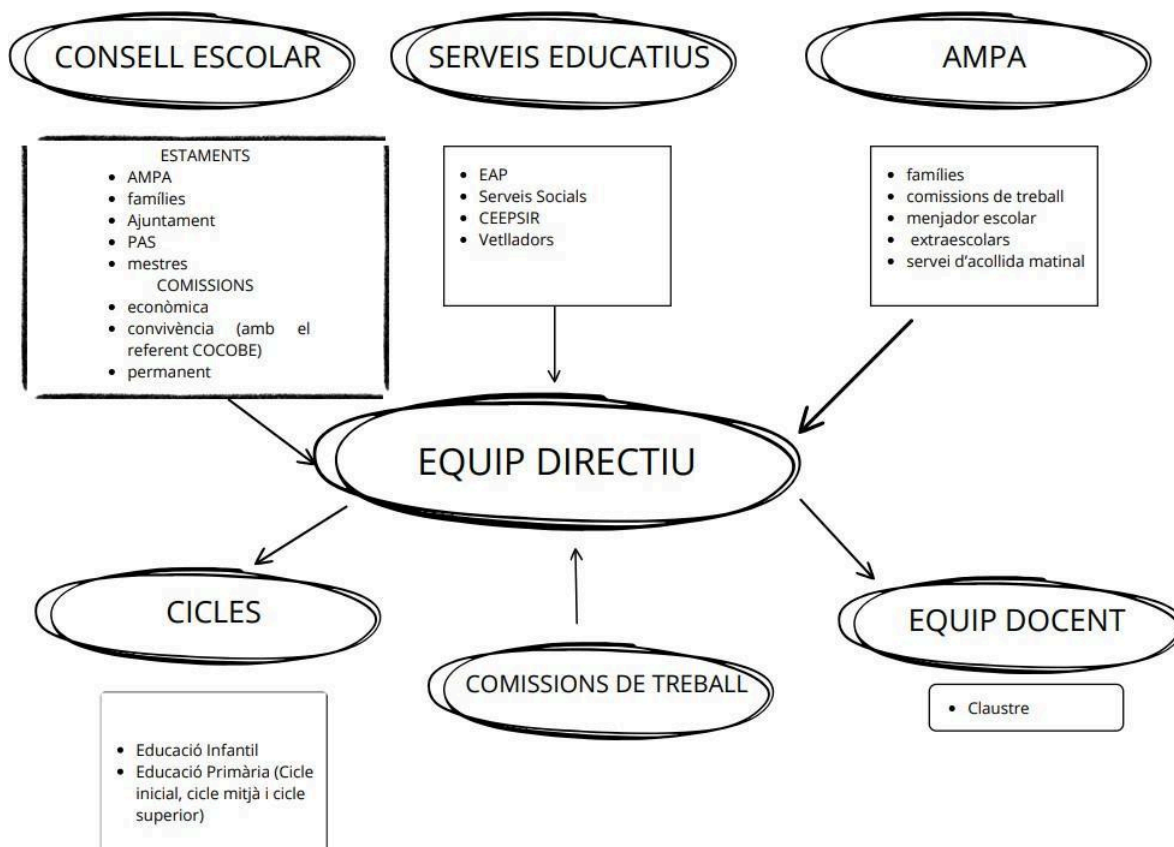 CONSELL ESCOLAR
SERVEIS EDUCATIUS
AMPA
ESTAMENTS
• AMPA
• famílies
• Ajuntament
• PAS
• mestres
COMISSIONS
• econòmica
• convivència (amb el
referent COCOBE)
• permanent
• EAP
• Serveis Socials
• CEEPSIR
• Vetlladors
• famílies
• comissions de treball
• menjador escolar
• extraescolars
• servei d'acollida matinal
EQUIP DIRECTIU
CICLES
COMISSIONS DE TREBALL
EQUIP DOCENT
• Educació Infantil
• Educació Primària (Cicle
inicial, cicle mitjà i cicle
superior)
• Claustre